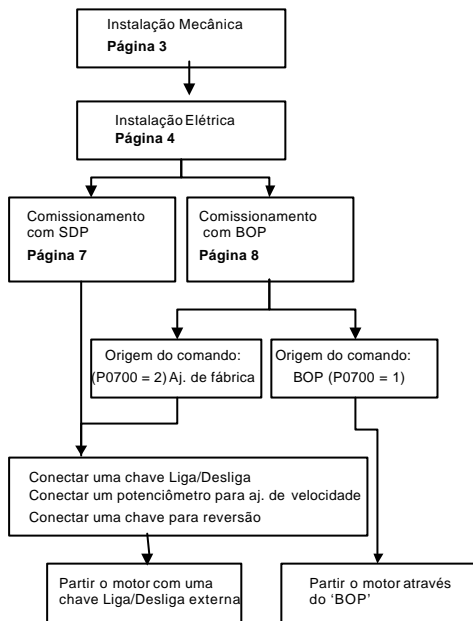 Instalação Mecânica
Página 3
Instalação Elétrica
Página 4
Comissionamento
com SDP
Página 7
Comissionamento
com BOP
Página 8
Origem do comando:
(P0700 = 2) Aj. de fábrica
Origem do comando:
BOP (P0700 = 1)
Conectar uma chave Liga/Desliga
Conectar um potenciômetro para aj. de velocidade
Conectar uma chave para reversão
Partir o motor com uma
chave Liga/Desliga externa
Partir o motor através
do ‘BOP’